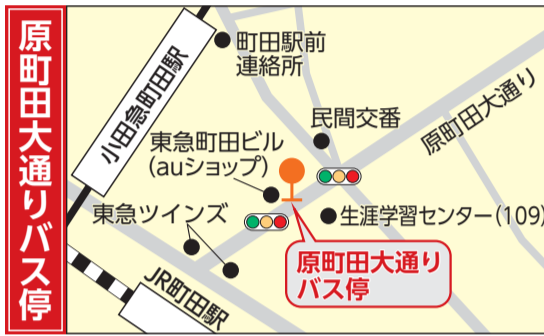 原町田大通りバス停
小田急町田駅
町田駅前
連絡所
民間交番
原町田大通り
東急町田ビル
(auショップ)
東急ツインズ
生涯学習センター(109)
原町田大通り
バス停
JR町田駅